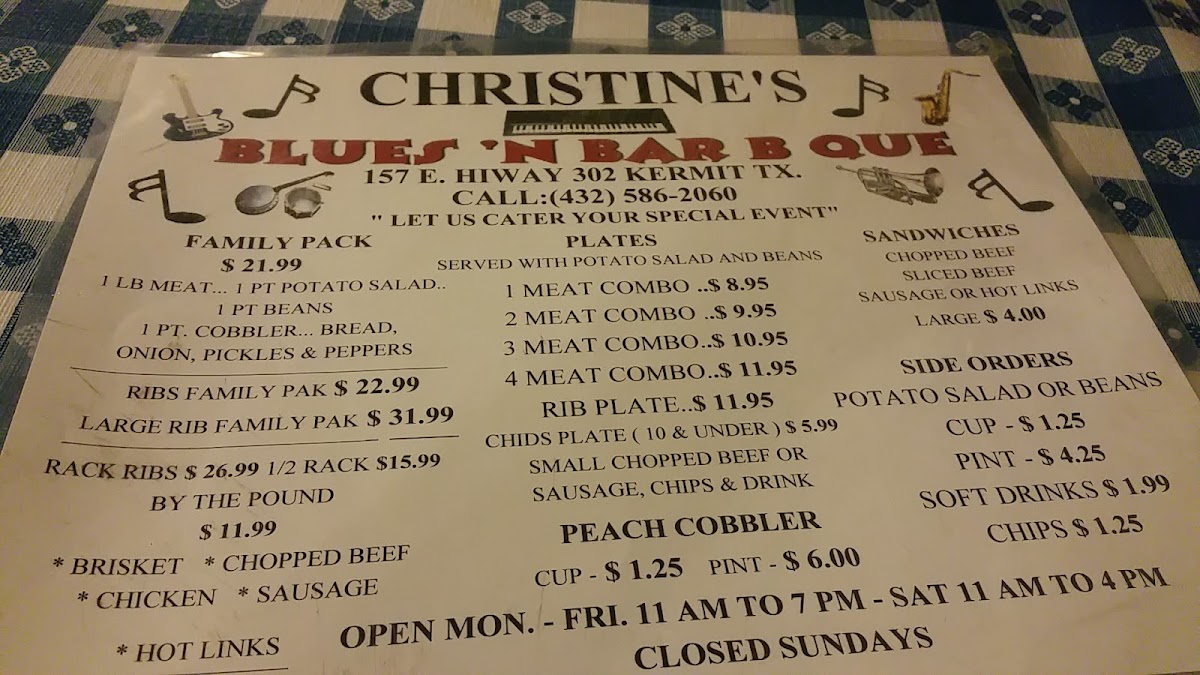 CHRISTINE'S
BLUES 'N BAR B QUE
157 E. HIWAY 302 KERMIT TX.
CALL:(432) 586-2060
" LET US CATER YOUR SPECIAL EVENT"
FAMILY PACK
$ 21.99
1 LB MEAT... 1 PT POTATO SALAD..
1 PT BEANS
1 PT. COBBLER... BREAD,
ONION, PICKLES & PEPPERS
RIBS FAMILY PAK $ 22.99
LARGE RIB FAMILY PAK $ 31.99
RACK RIBS $ 26.99 1/2 RACK $15.99
BY THE POUND
$ 11.99
* BRISKET * CHOPPED BEEF
* CHICKEN * SAUSAGE
* HOT LINKS
PLATES
SERVED WITH POTATO SALAD AND BEANS
1 MEAT COMBO ..$ 8.95
2 MEAT COMBO ..$ 9.95
3 MEAT COMBO..$ 10.95
4 MEAT COMBO..$ 11.95
RIB PLATE..$ 11.95
CHIDS PLATE ( 10 & UNDER ) $ 5.99
SMALL CHOPPED BEEF OR
SAUSAGE, CHIPS & DRINK
PEACH COBBLER
CUP - $ 1.25 PINT - $ 6.00
SANDWICHES
CHOPPED BEEF
SLICED BEEF
SAUSAGE OR HOT LINKS
LARGE $ 4.00
SIDE ORDERS
POTATO SALAD OR BEANS
CUP - $ 1.25
PINT - $ 4.25
SOFT DRINKS $ 1.99
CHIPS $ 1.25
OPEN MON. - FRI. 11 AM TO 7 PM - SAT 11 AM TO 4 PM
CLOSED SUNDAYS